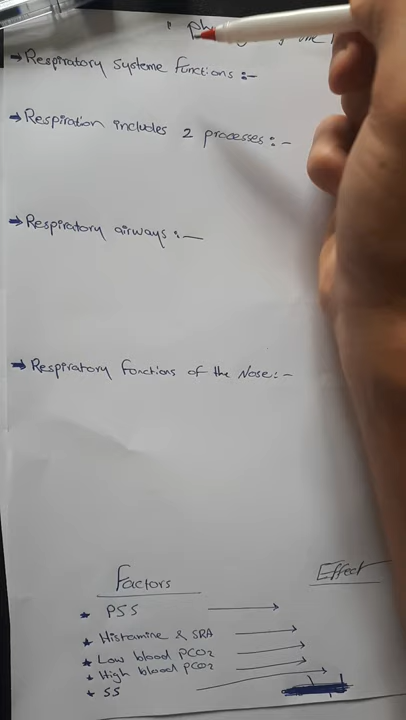 → Respiratory Systeme functions :-
→ Respiration includes 2 processes :-
→ Respiratory airways :-
→ Respiratory functions of the Nose :-
Factors
Effect
* PSS →
* Histamine & SRA →
* Low blood PCO2 →
* High blood PCO2 →
* SS →